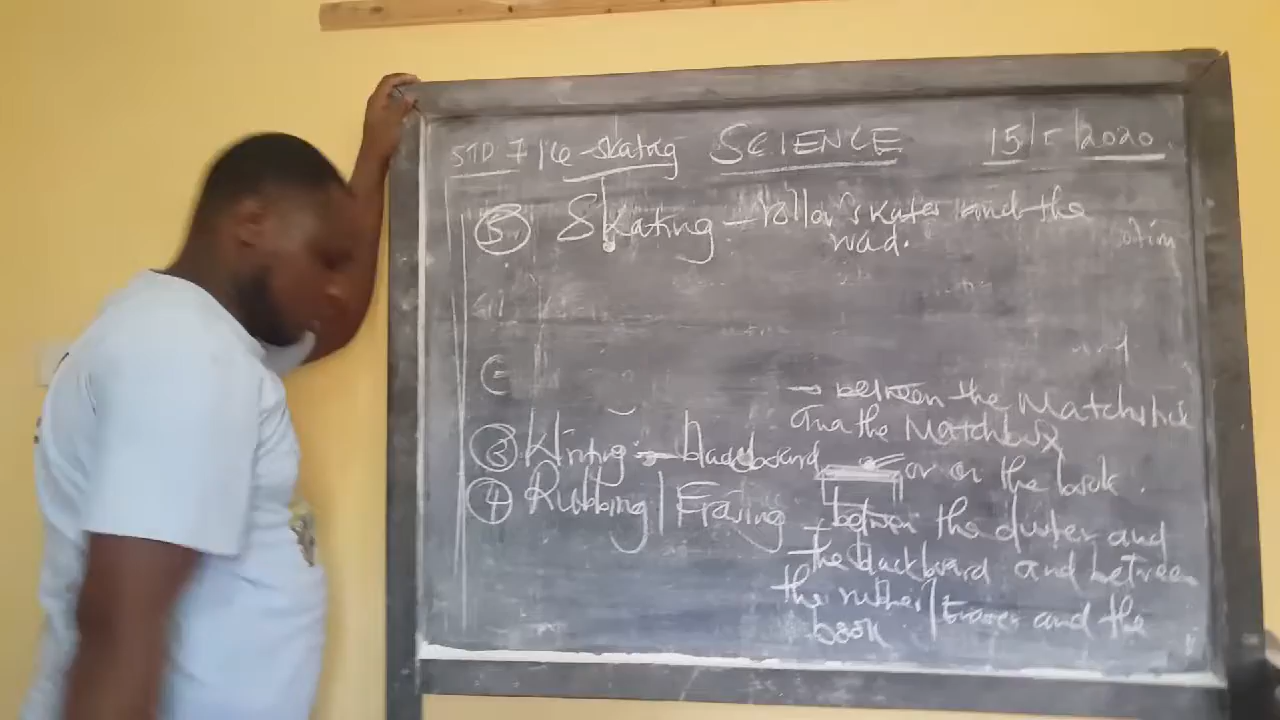 STD 7 Ice-skating SCIENCE 15/5/2020
5 Skating - rollar skates and the
road.
and
→ between the Matchstick
and the Matchbox
3 Writing → blackboard or on the book.
4 Rubbing/Erasing - between the duster and
the blackboard and between
the rubber/eraser and the
book